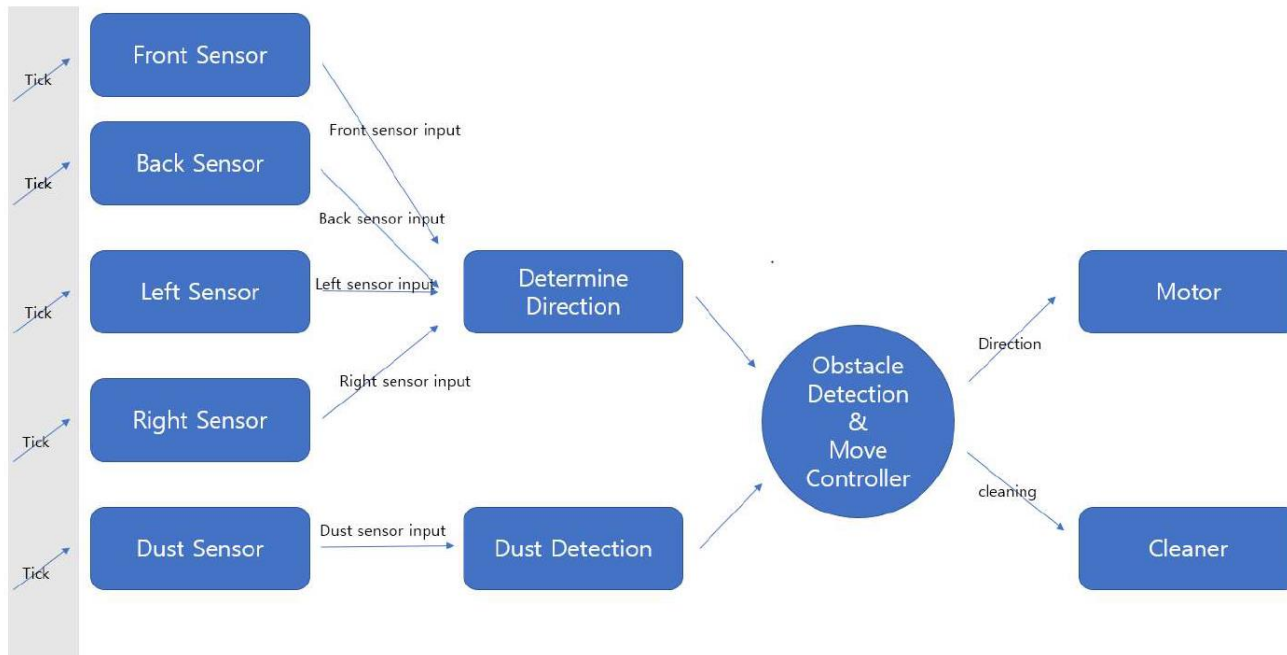 Tick
Front Sensor
Front sensor input
Tick
Back Sensor
Back sensor input
Tick
Left Sensor
Left sensor input
Determine
Direction
Motor
Direction
Tick
Right Sensor
Right sensor input
Obstacle
Detection
&
Move
Controller
cleaning
Tick
Dust Sensor
Dust sensor input
Dust Detection
Cleaner